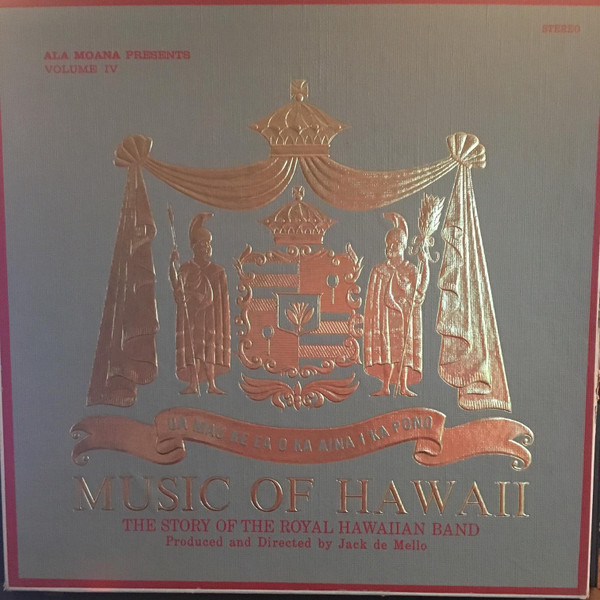 ALA MOANA PRESENTS
VOLUME IV
STEREO
UA MAU KE EA O KA AINA I KA PONO
MUSIC OF HAWAII
THE STORY OF THE ROYAL HAWAIIAN BAND
Produced and Directed by Jack de Mello